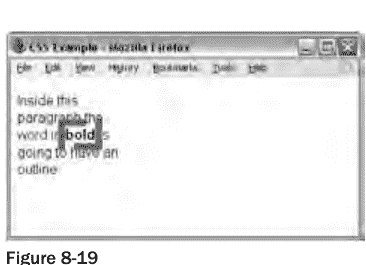 CSS Example - Mozilla Firefox
File Edit View History Bookmarks Tools Help
Inside this
paragraph the
word in bold is
going to have an
outline
Figure 8-19